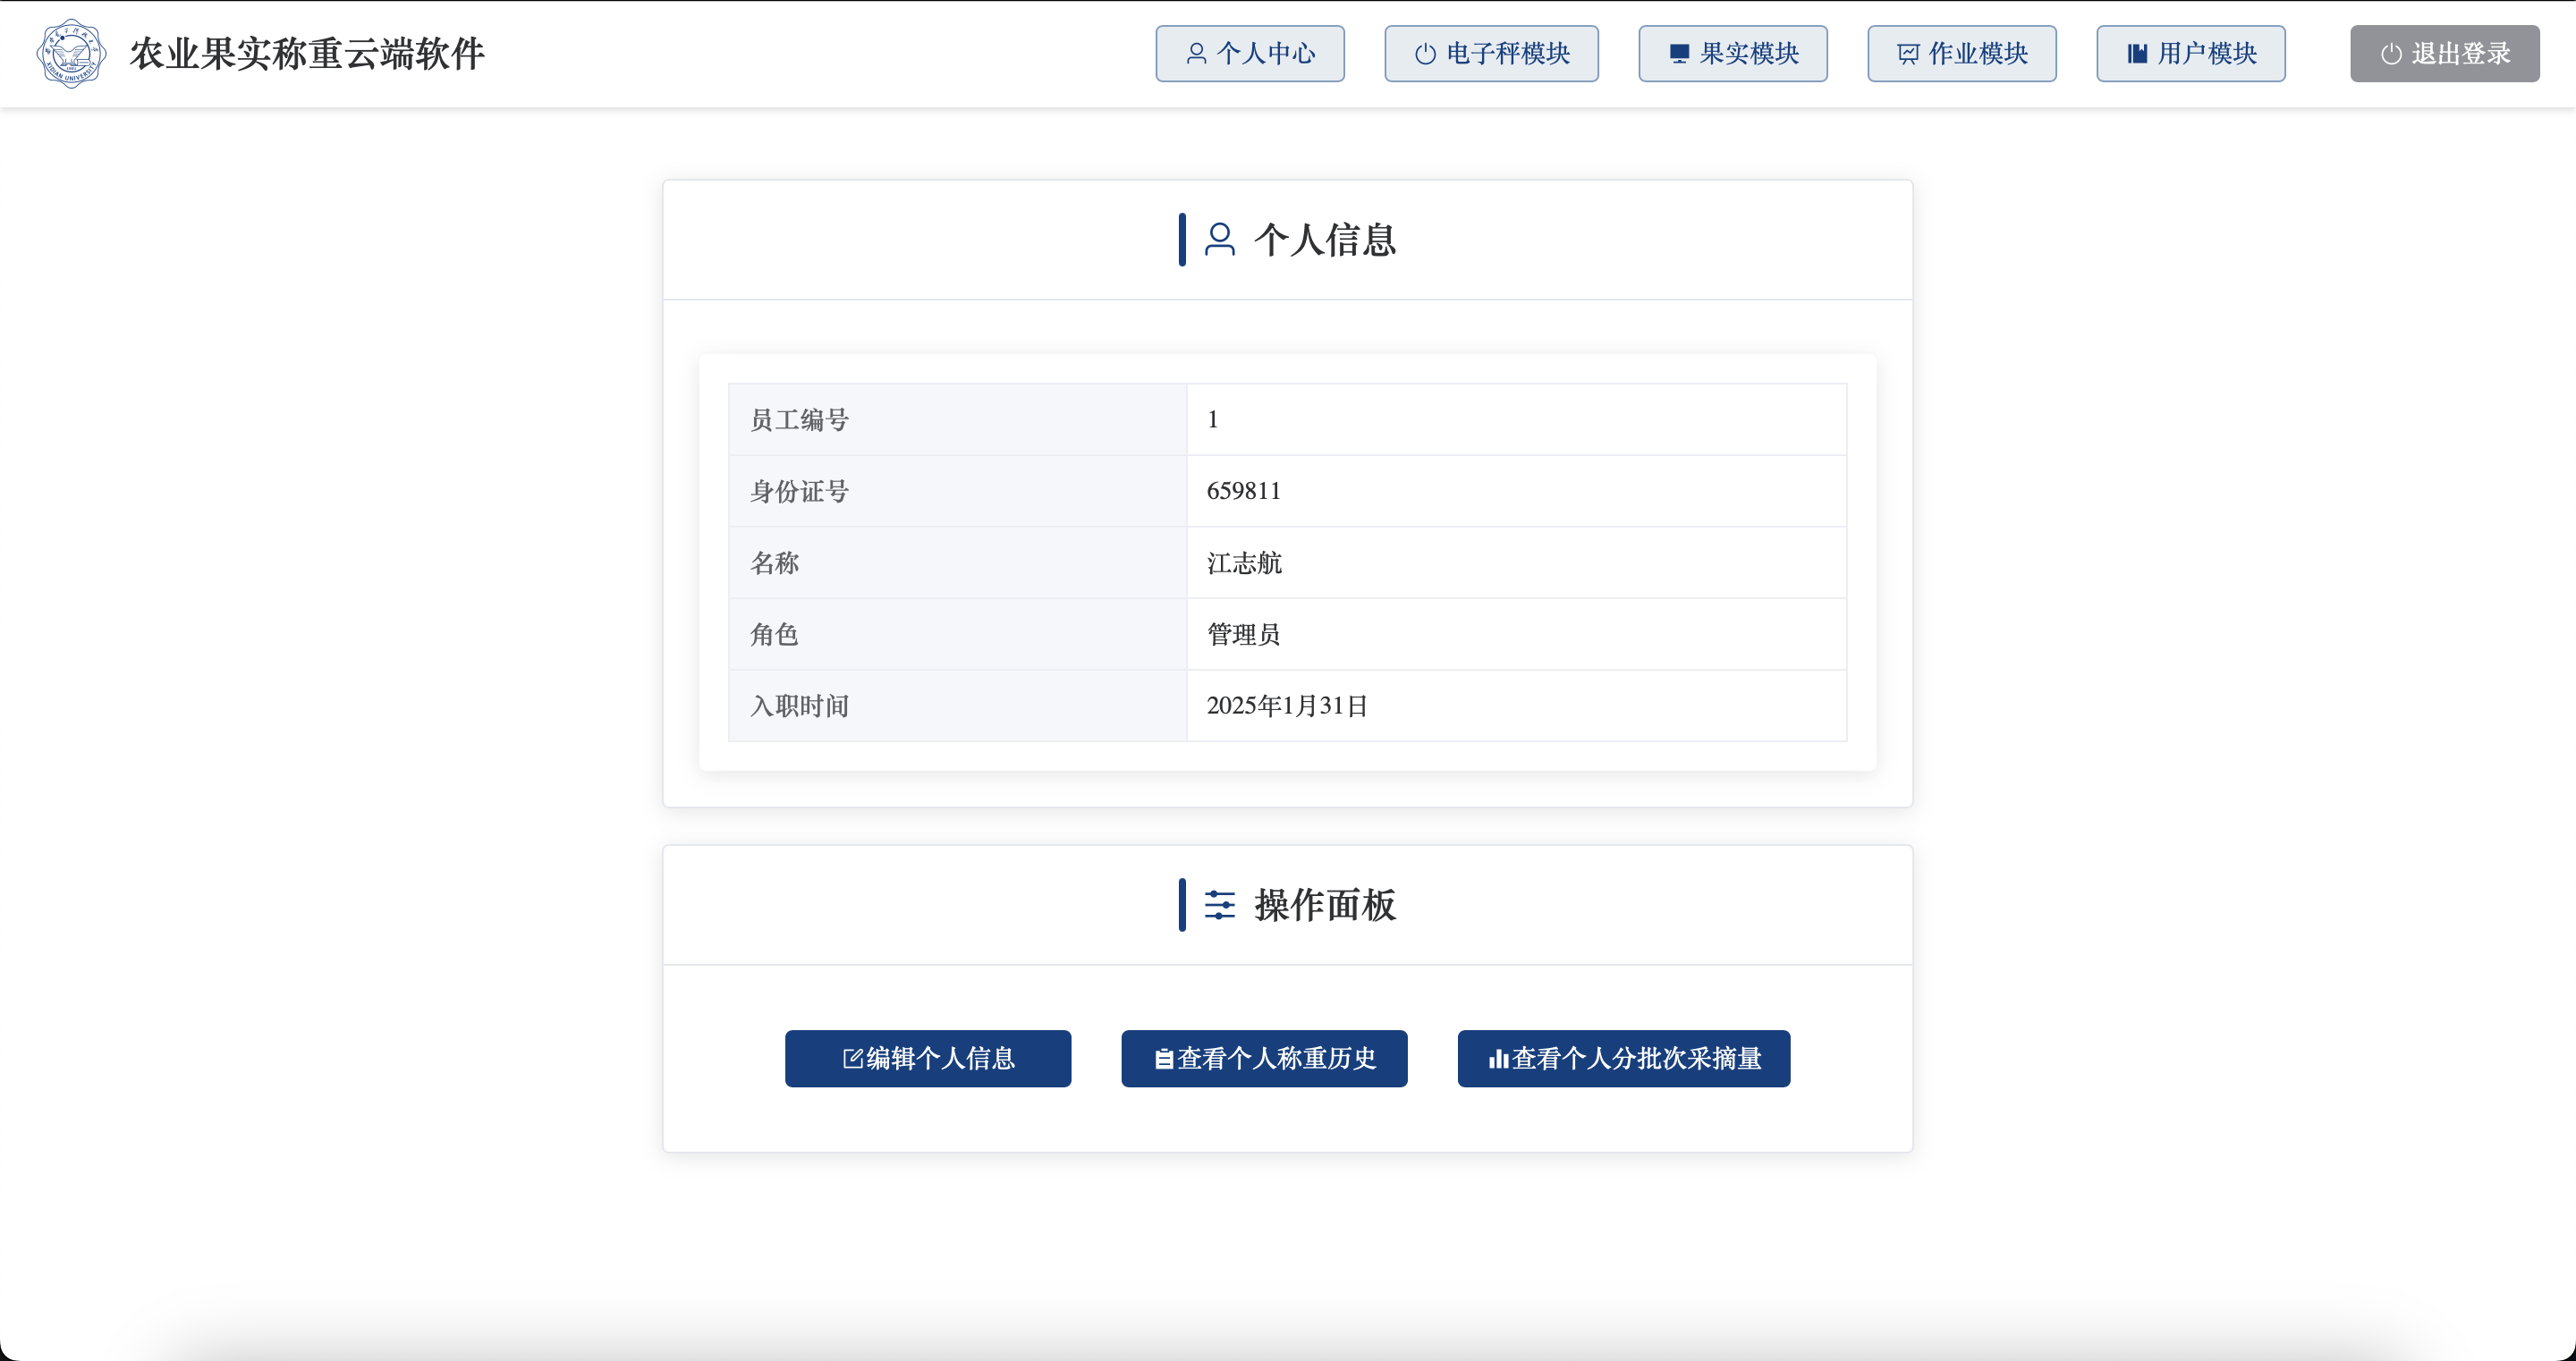 XIDIAN UNIVERSITY
农业果实称重云端软件
个人中心
电子秤模块
果实模块
作业模块
用户模块
退出登录
个人信息
员工编号 1
身份证号 659811
名称 江志航
角色 管理员
入职时间 2025年1月31日
操作面板
编辑个人信息
查看个人称重历史
查看个人分批次采摘量